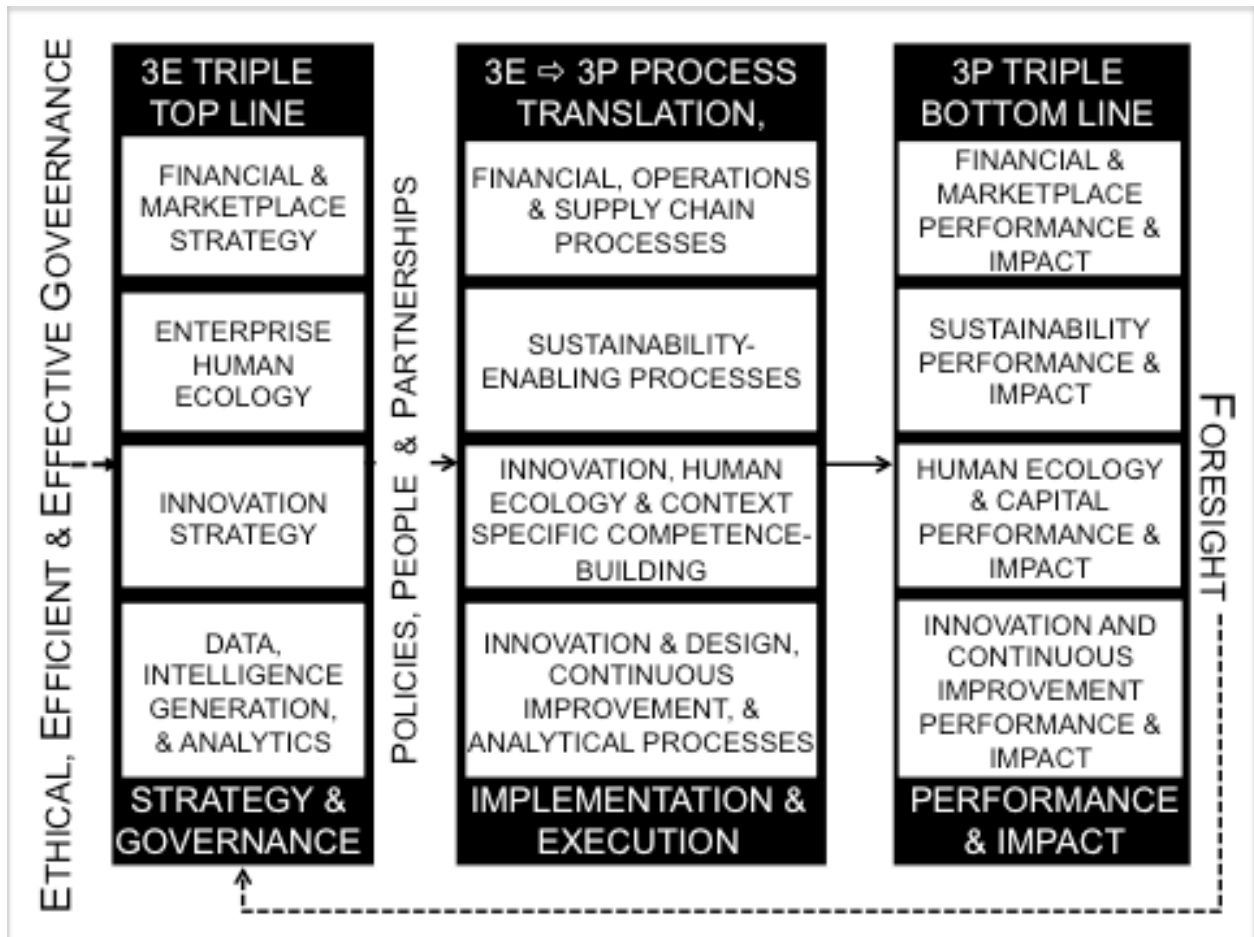 ETHICAL, EFFICIENT & EFFECTIVE GOVERNANCE
3E TRIPLE
TOP LINE
FINANCIAL &
MARKETPLACE
STRATEGY
ENTERPRISE
HUMAN
ECOLOGY
INNOVATION
STRATEGY
DATA,
INTELLIGENCE
GENERATION,
& ANALYTICS
STRATEGY &
GOVERNANCE
POLICIES, PEOPLE & PARTNERSHIPS
3E ⇨ 3P PROCESS
TRANSLATION,
FINANCIAL, OPERATIONS
& SUPPLY CHAIN
PROCESSES
SUSTAINABILITY-
ENABLING PROCESSES
INNOVATION, HUMAN
ECOLOGY & CONTEXT
SPECIFIC COMPETENCE-
BUILDING
INNOVATION & DESIGN,
CONTINUOUS
IMPROVEMENT, &
ANALYTICAL PROCESSES
IMPLEMENTATION &
EXECUTION
3P TRIPLE
BOTTOM LINE
FINANCIAL &
MARKETPLACE
PERFORMANCE &
IMPACT
SUSTAINABILITY
PERFORMANCE &
IMPACT
HUMAN ECOLOGY
& CAPITAL
PERFORMANCE &
IMPACT
INNOVATION AND
CONTINUOUS
IMPROVEMENT
PERFORMANCE &
IMPACT
PERFORMANCE
& IMPACT
FORESIGHT